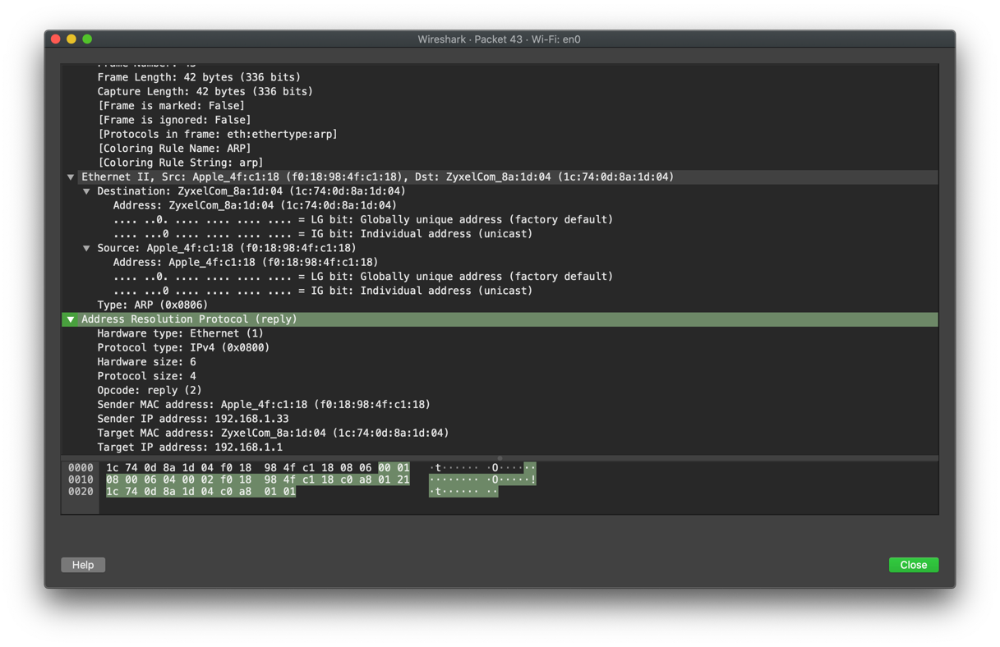 Wireshark · Packet 43 · Wi-Fi: en0
Frame Number: 43
Frame Length: 42 bytes (336 bits)
Capture Length: 42 bytes (336 bits)
[Frame is marked: False]
[Frame is ignored: False]
[Protocols in frame: eth:ethertype:arp]
[Coloring Rule Name: ARP]
[Coloring Rule String: arp]
Ethernet II, Src: Apple_4f:c1:18 (f0:18:98:4f:c1:18), Dst: ZyxelCom_8a:1d:04 (1c:74:0d:8a:1d:04)
Destination: ZyxelCom_8a:1d:04 (1c:74:0d:8a:1d:04)
Address: ZyxelCom_8a:1d:04 (1c:74:0d:8a:1d:04)
.... ..0. .... .... .... .... = LG bit: Globally unique address (factory default)
.... ...0 .... .... .... .... = IG bit: Individual address (unicast)
Source: Apple_4f:c1:18 (f0:18:98:4f:c1:18)
Address: Apple_4f:c1:18 (f0:18:98:4f:c1:18)
.... ..0. .... .... .... .... = LG bit: Globally unique address (factory default)
.... ...0 .... .... .... .... = IG bit: Individual address (unicast)
Type: ARP (0x0806)
Address Resolution Protocol (reply)
Hardware type: Ethernet (1)
Protocol type: IPv4 (0x0800)
Hardware size: 6
Protocol size: 4
Opcode: reply (2)
Sender MAC address: Apple_4f:c1:18 (f0:18:98:4f:c1:18)
Sender IP address: 192.168.1.33
Target MAC address: ZyxelCom_8a:1d:04 (1c:74:0d:8a:1d:04)
Target IP address: 192.168.1.1
0000 1c 74 0d 8a 1d 04 f0 18 98 4f c1 18 08 06 00 01 ·t······ ·O······
0010 08 00 06 04 00 02 f0 18 98 4f c1 18 c0 a8 01 21 ········ ·O·····!
0020 1c 74 0d 8a 1d 04 c0 a8 01 01 ·t······ ··
Help
Close